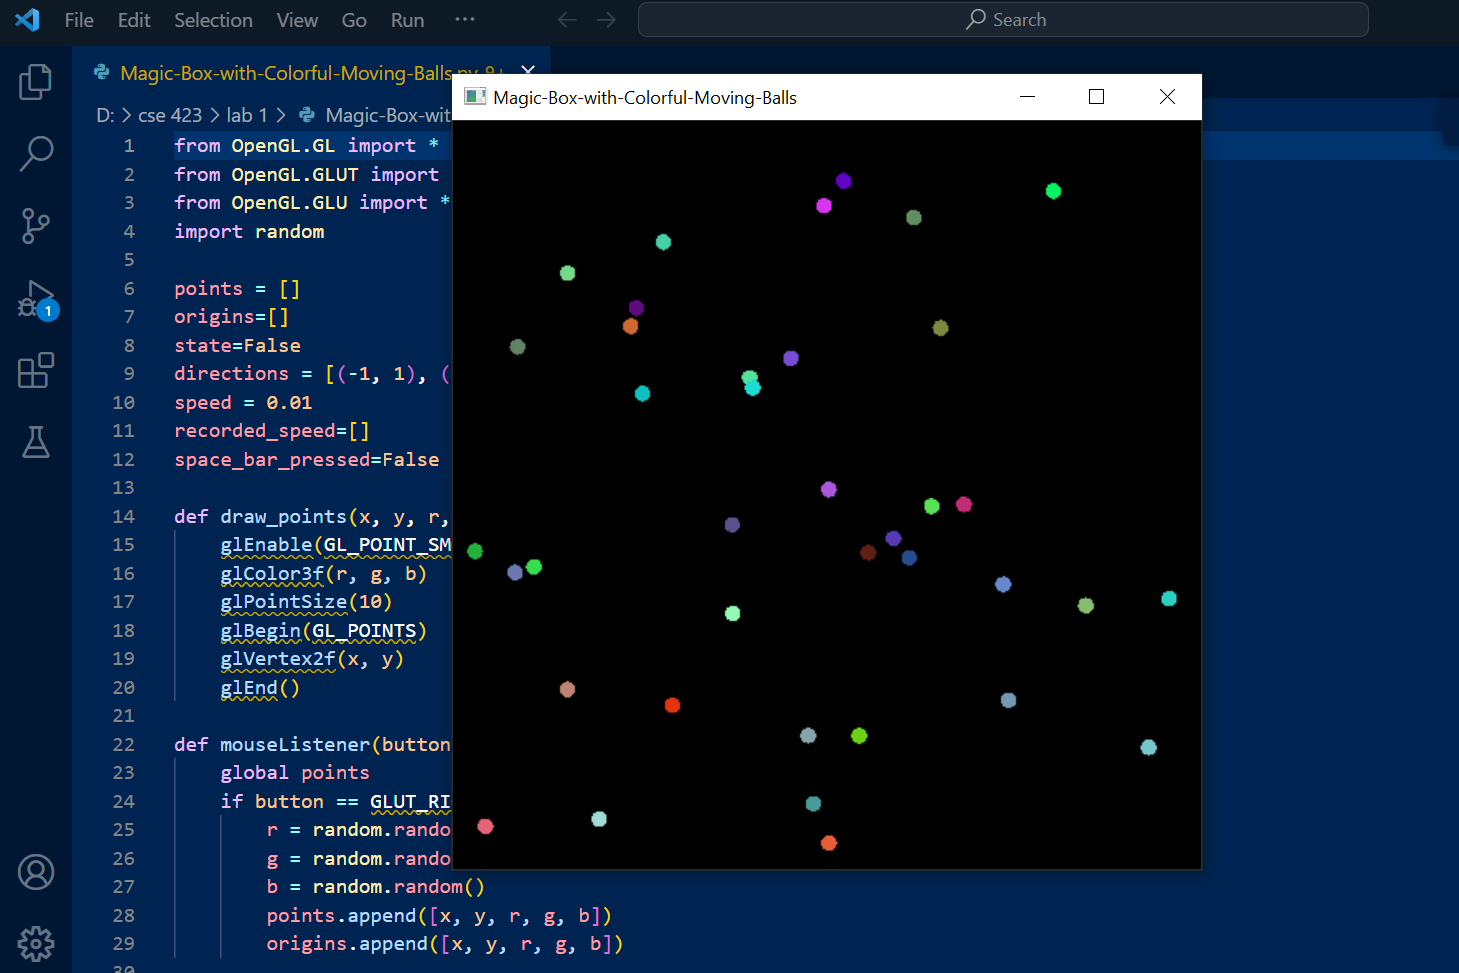 File Edit Selection View Go Run ··· Search
Magic-Box-with-Colorful-Moving-Balls.py 9+
Magic-Box-with-Colorful-Moving-Balls
D: > cse 423 > lab 1 > Magic-Box-wit
1 from OpenGL.GL import *
2 from OpenGL.GLUT import
3 from OpenGL.GLU import *
4 import random
5
6 points = []
7 origins=[]
8 state=False
9 directions = [(-1, 1), (
10 speed = 0.01
11 recorded_speed=[]
12 space_bar_pressed=False
13
14 def draw_points(x, y, r,
15 glEnable(GL_POINT_SM
16 glColor3f(r, g, b)
17 glPointSize(10)
18 glBegin(GL_POINTS)
19 glVertex2f(x, y)
20 glEnd()
21
22 def mouseListener(button
23 global points
24 if button == GLUT_RI
25 r = random.rando
26 g = random.rando
27 b = random.random()
28 points.append([x, y, r, g, b])
29 origins.append([x, y, r, g, b])
30
1